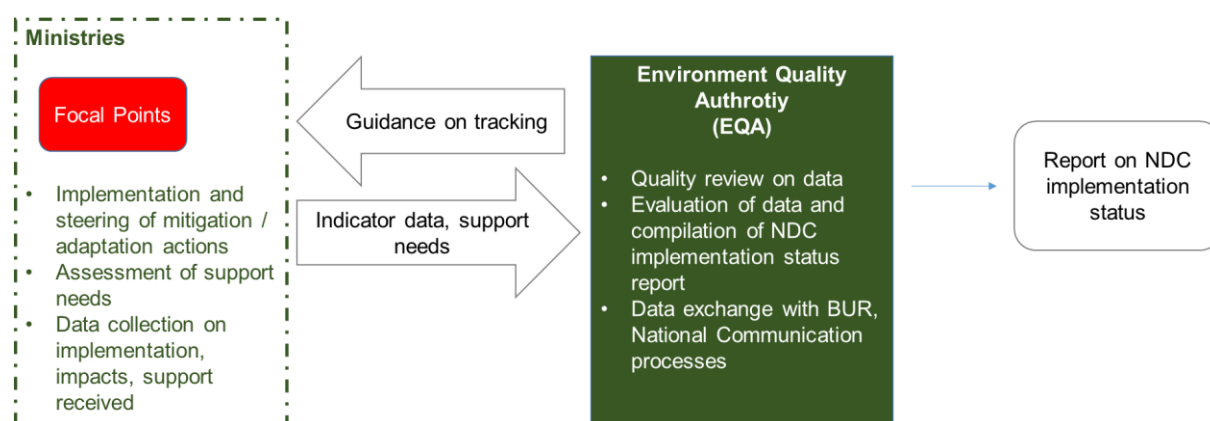 Ministries
Focal Points
• Implementation and
steering of mitigation /
adaptation actions
• Assessment of support
needs
• Data collection on
implementation,
impacts, support
received
Guidance on tracking
Indicator data, support
needs
Environment Quality
Authrotiy
(EQA)
• Quality review on data
• Evaluation of data and
compilation of NDC
implementation status
report
• Data exchange with BUR,
National Communication
processes
Report on NDC
implementation
status